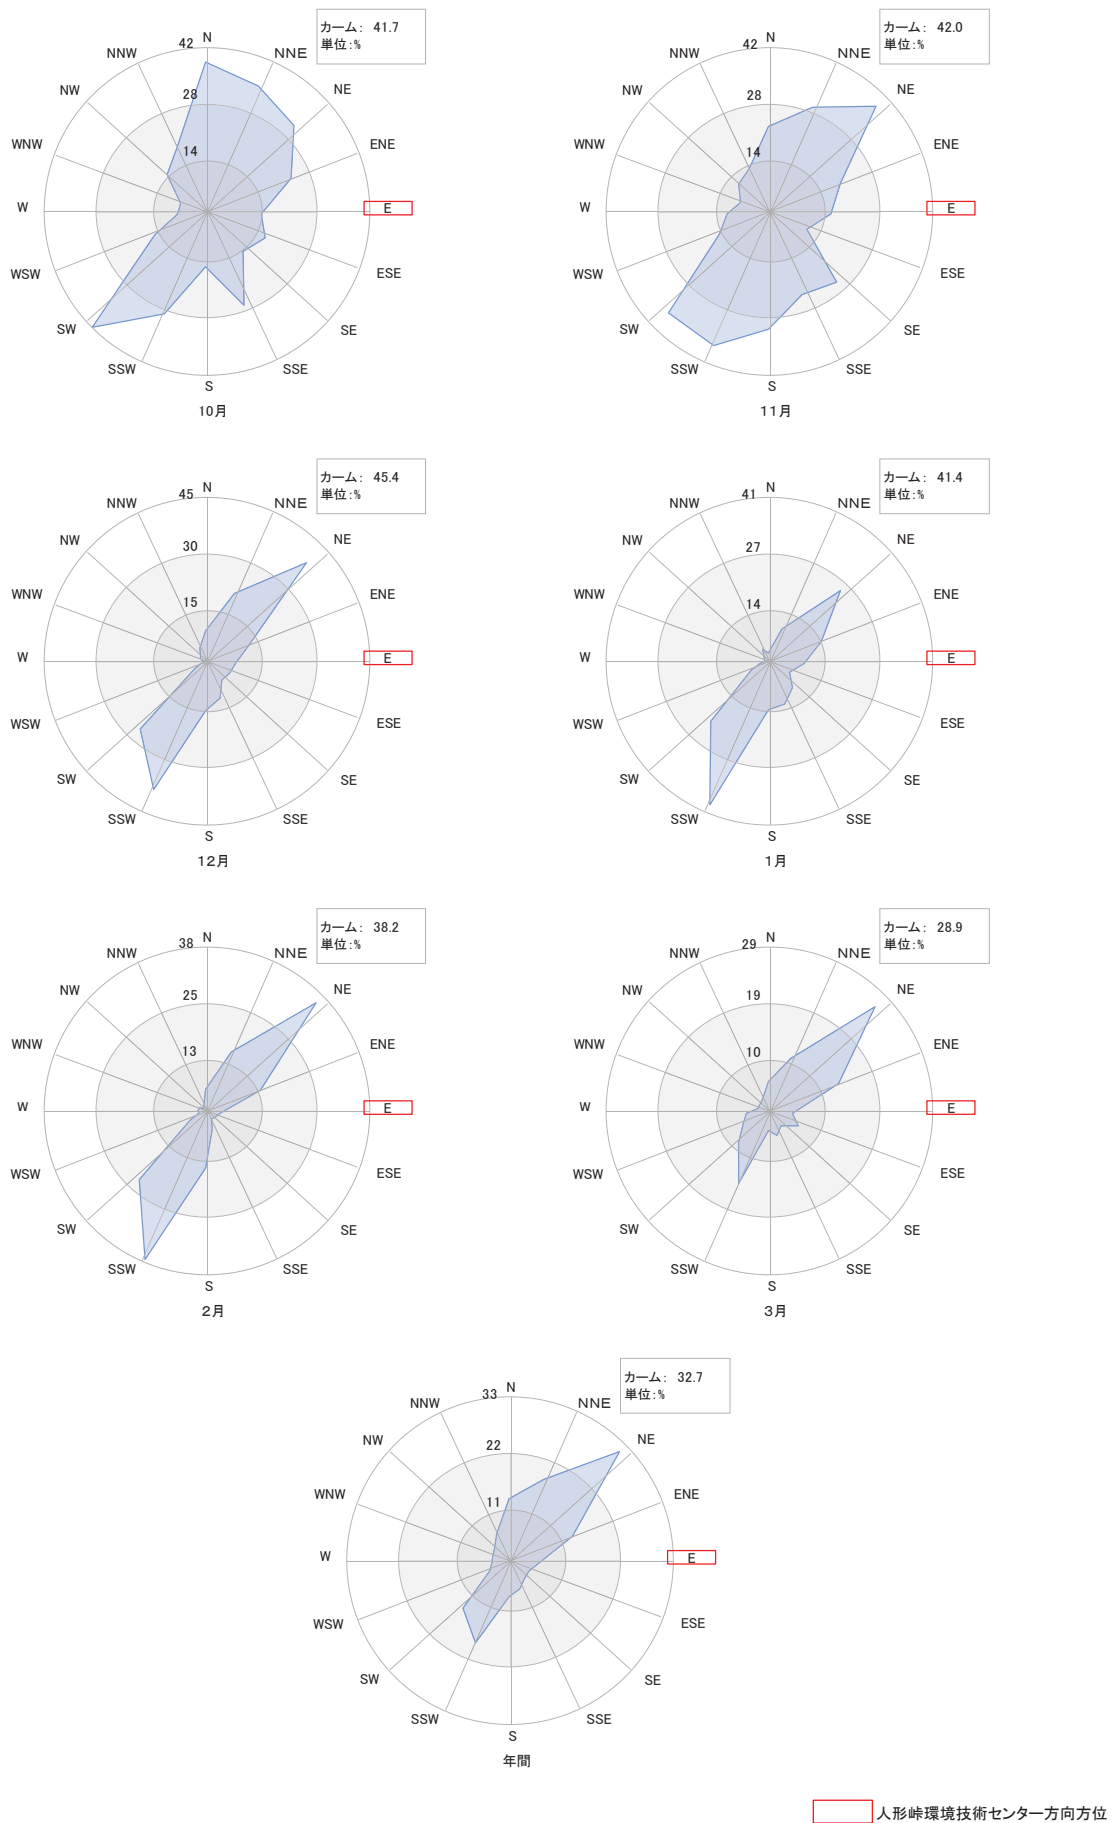 カーム: 41.7
単位:%
42
N
NNW
NNE
NW
NE
28
WNW
ENE
14
W
E
WSW
ESE
SW
SE
SSW
SSE
S
10月
カーム: 42.0
単位:%
42
N
NNW
NNE
NW
NE
28
WNW
ENE
14
W
E
WSW
ESE
SW
SE
SSW
SSE
S
11月
カーム: 45.4
単位:%
45
N
NNW
NNE
NW
NE
30
WNW
ENE
15
W
E
WSW
ESE
SW
SE
SSW
SSE
S
12月
カーム: 41.4
単位:%
41
N
NNW
NNE
NW
NE
27
WNW
ENE
14
W
E
WSW
ESE
SW
SE
SSW
SSE
S
1月
カーム: 38.2
単位:%
38
N
NNW
NNE
NW
NE
25
WNW
ENE
13
W
E
WSW
ESE
SW
SE
SSW
SSE
S
2月
カーム: 28.9
単位:%
29
N
NNW
NNE
NW
NE
19
WNW
ENE
10
W
E
WSW
ESE
SW
SE
SSW
SSE
S
3月
カーム: 32.7
単位:%
33
N
NNW
NNE
NW
NE
22
WNW
ENE
11
W
E
WSW
ESE
SW
SE
SSW
SSE
S
年間
人形峠環境技術センター方向方位